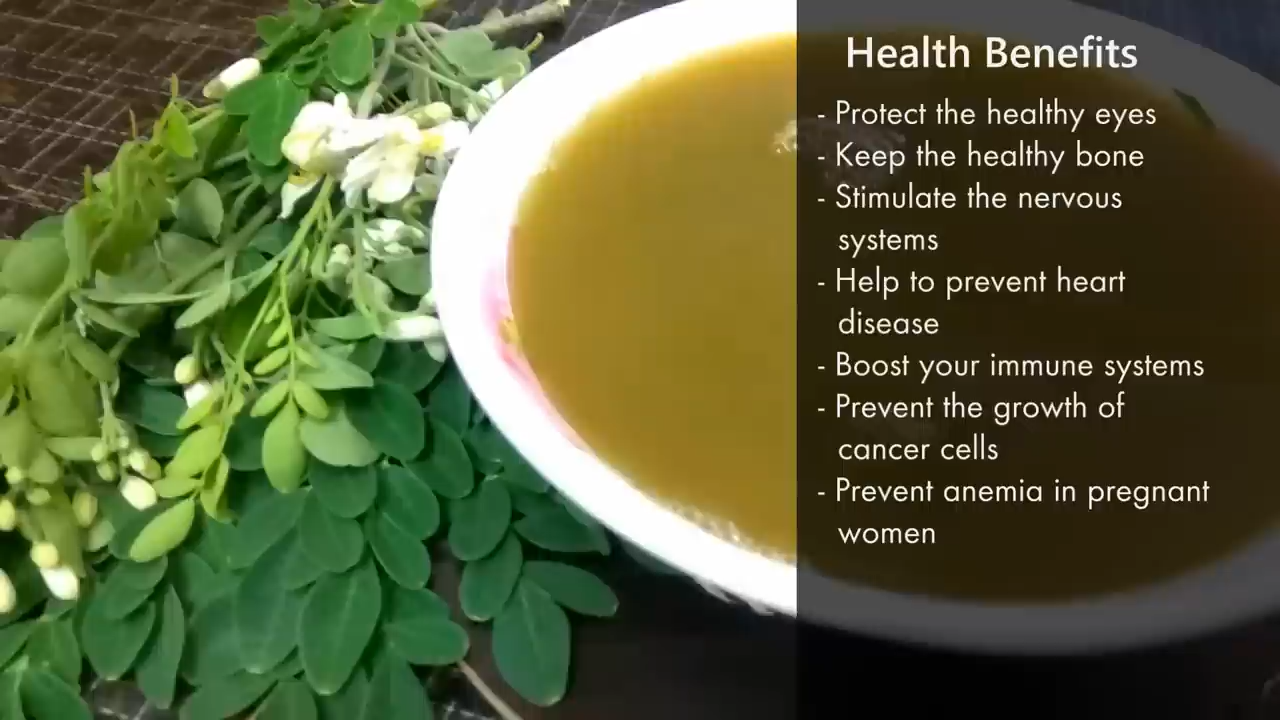 Health Benefits
- Protect the healthy eyes
- Keep the healthy bone
- Stimulate the nervous
systems
- Help to prevent heart
disease
- Boost your immune systems
- Prevent the growth of
cancer cells
- Prevent anemia in pregnant
women